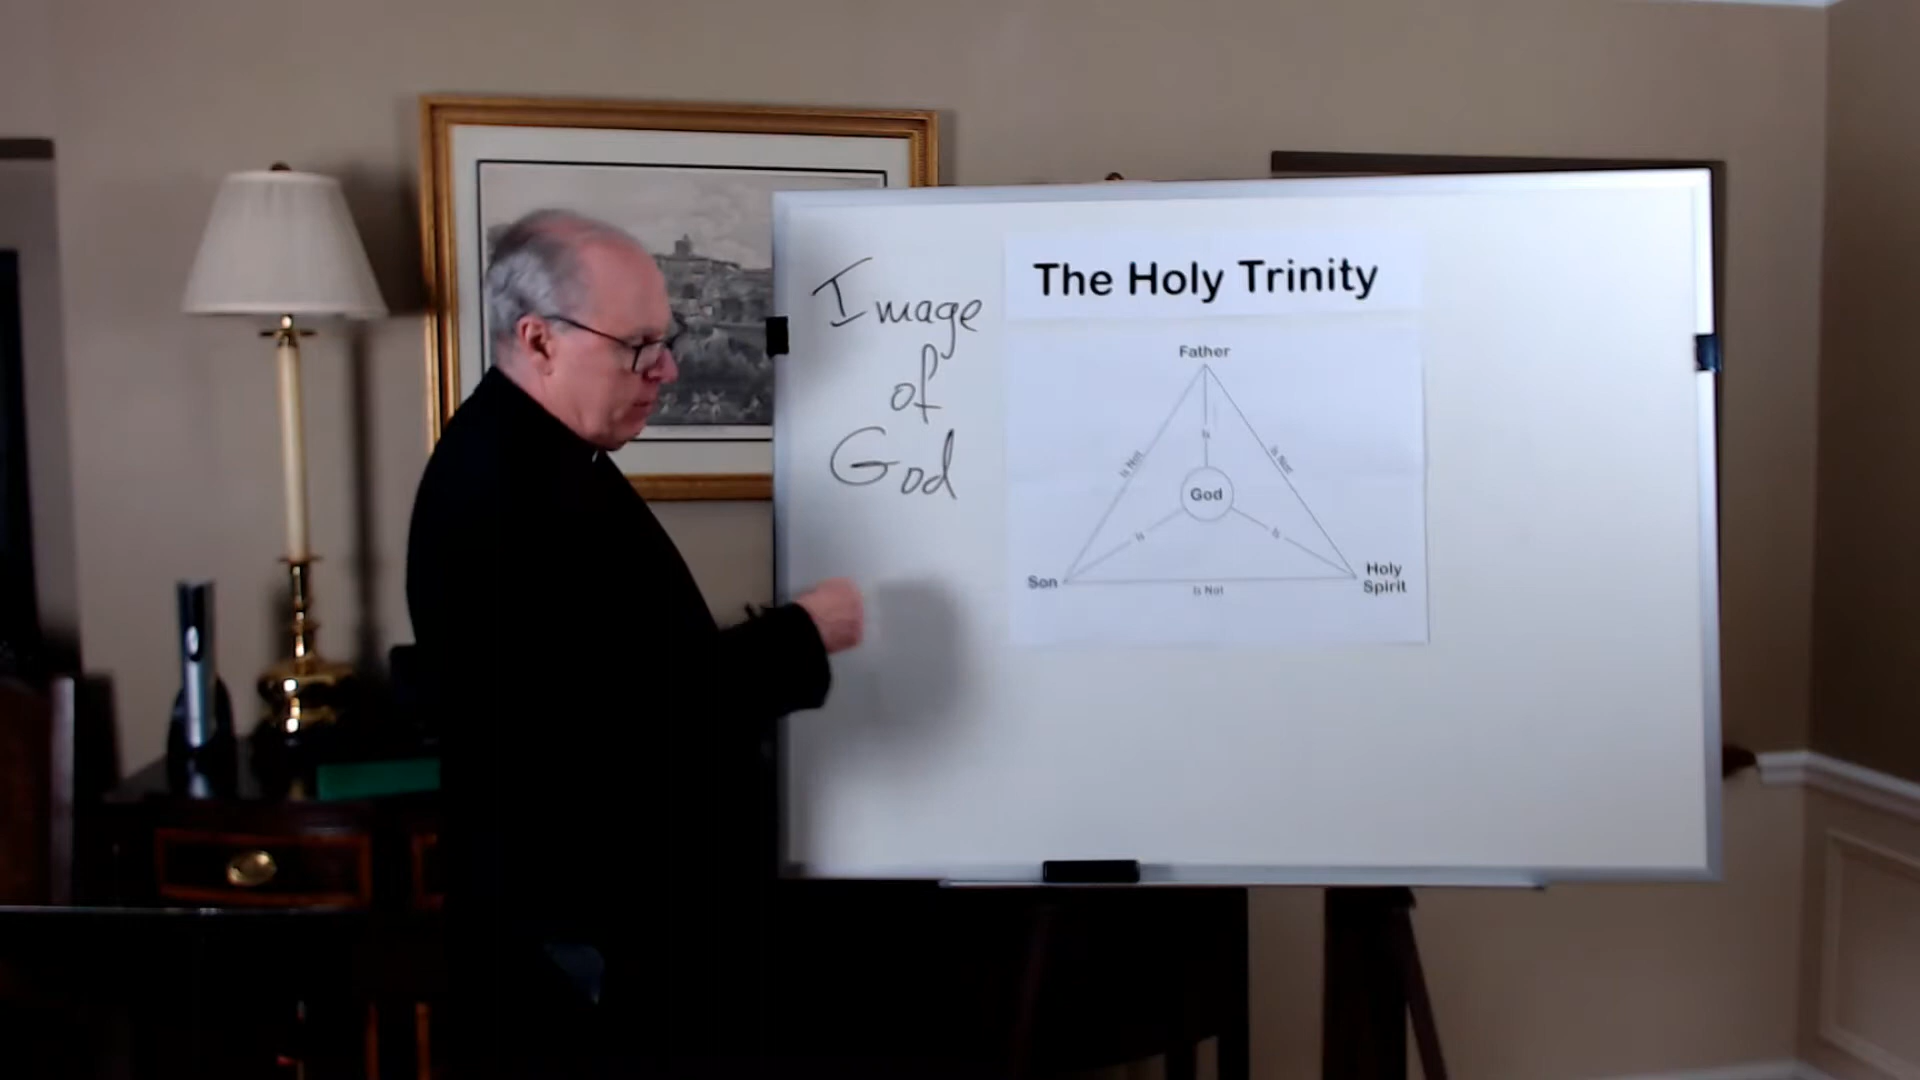 Image
of
God
The Holy Trinity
Father
Is Not
Is
Is Not
God
Is
Is
Son
Is Not
Holy
Spirit